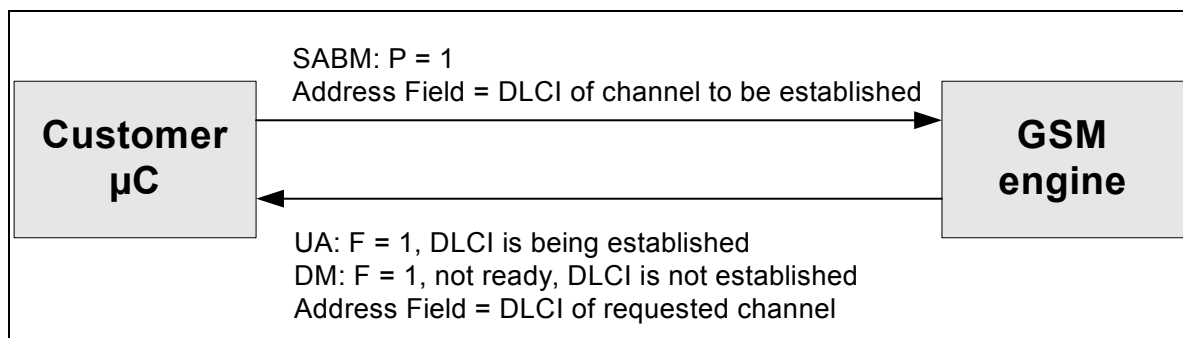 SABM: P = 1
Address Field = DLCI of channel to be established
Customer
µC
GSM
engine
UA: F = 1, DLCI is being established
DM: F = 1, not ready, DLCI is not established
Address Field = DLCI of requested channel